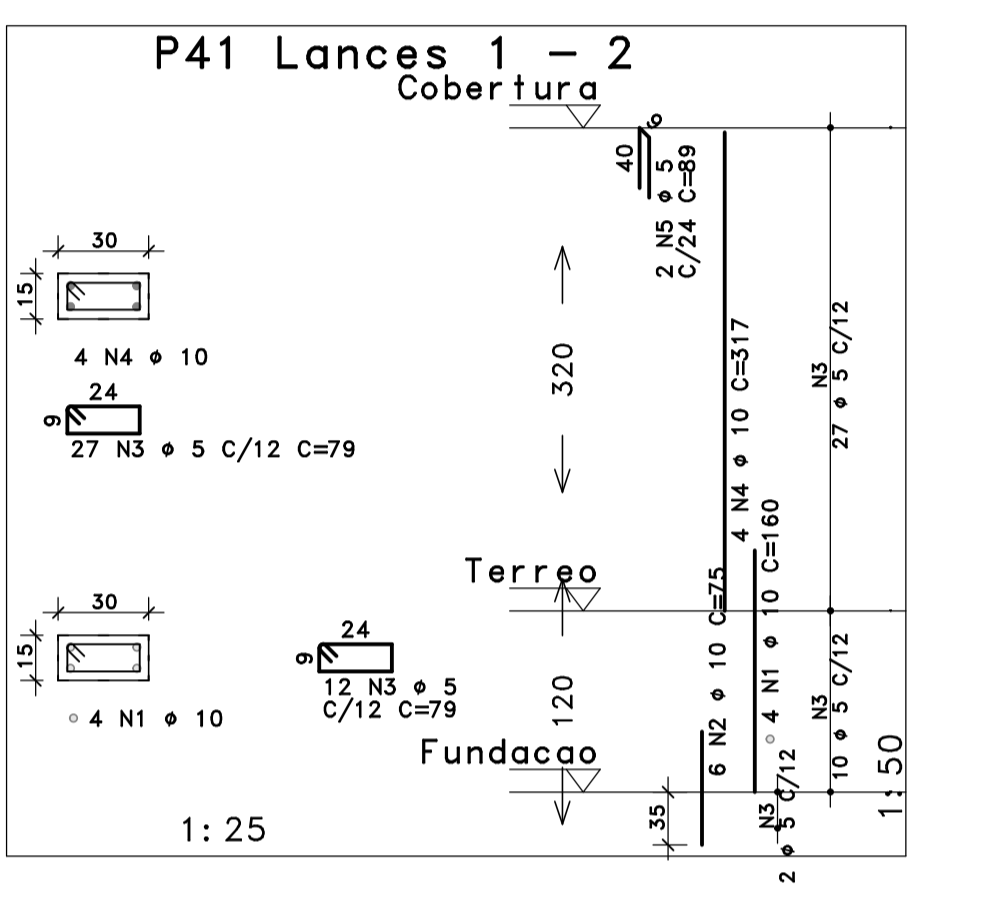 P41 Lances 1 - 2
Cobertura
40
9
2 N5 ø 5
C/24 C=89
30
15
4 N4 ø 10
24
9
27 N3 ø 5 C/12 C=79
320
4 N4 ø 10 C=317
N3
27 ø 5 C/12
Terreo
30
15
4 N1 ø 10
24
9
12 N3 ø 5
C/12 C=79
120
6 N2 ø 10 C=75
4 N1 ø 10 C=160
N3
10 ø 5 C/12
Fundacao
35
N3
2 ø 5 C/12
1:25
1:50